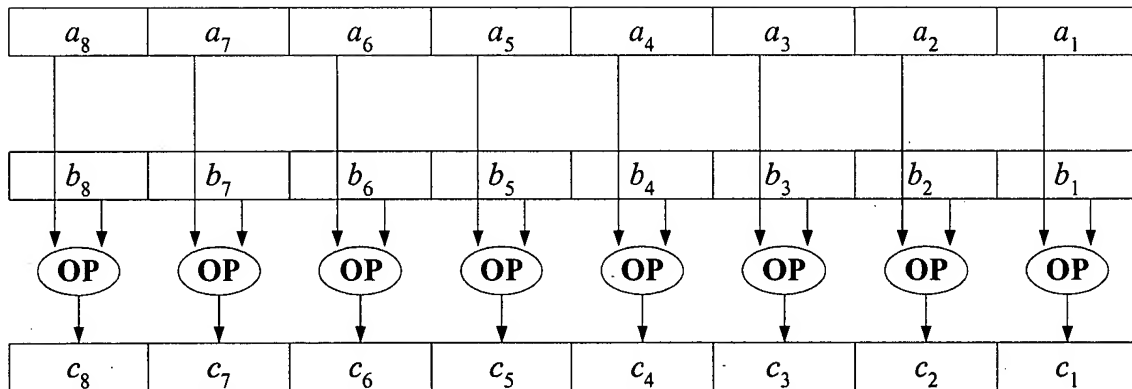 a₈ a₇ a₆ a₅ a₄ a₃ a₂ a₁
b₈ b₇ b₆ b₅ b₄ b₃ b₂ b₁
OP OP OP OP OP OP OP OP
c₈ c₇ c₆ c₅ c₄ c₃ c₂ c₁